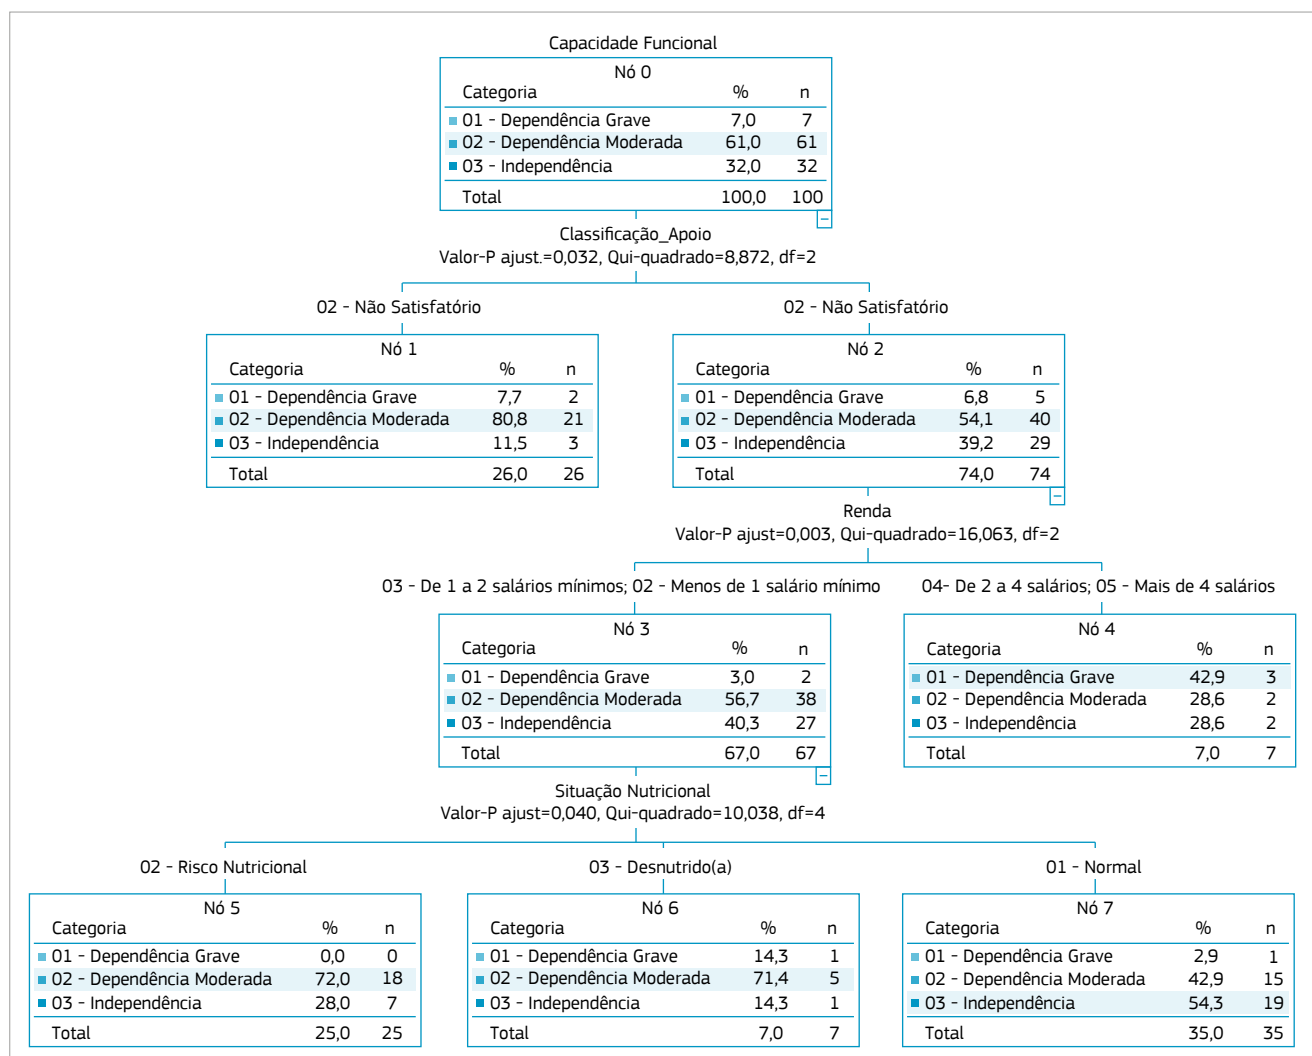 Capacidade Funcional
Nó 0
Categoria % n
01 - Dependência Grave 7,0 7
02 - Dependência Moderada 61,0 61
03 - Independência 32,0 32
Total 100,0 100
Classificação_Apoio
Valor-P ajust.=0,032, Qui-quadrado=8,872, df=2
02 - Não Satisfatório
Nó 1
Categoria % n
01 - Dependência Grave 7,7 2
02 - Dependência Moderada 80,8 21
03 - Independência 11,5 3
Total 26,0 26
02 - Não Satisfatório
Nó 2
Categoria % n
01 - Dependência Grave 6,8 5
02 - Dependência Moderada 54,1 40
03 - Independência 39,2 29
Total 74,0 74
Renda
Valor-P ajust=0,003, Qui-quadrado=16,063, df=2
03 - De 1 a 2 salários mínimos; 02 - Menos de 1 salário mínimo
Nó 3
Categoria % n
01 - Dependência Grave 3,0 2
02 - Dependência Moderada 56,7 38
03 - Independência 40,3 27
Total 67,0 67
04- De 2 a 4 salários; 05 - Mais de 4 salários
Nó 4
Categoria % n
01 - Dependência Grave 42,9 3
02 - Dependência Moderada 28,6 2
03 - Independência 28,6 2
Total 7,0 7
Situação Nutricional
Valor-P ajust=0,040, Qui-quadrado=10,038, df=4
02 - Risco Nutricional
Nó 5
Categoria % n
01 - Dependência Grave 0,0 0
02 - Dependência Moderada 72,0 18
03 - Independência 28,0 7
Total 25,0 25
03 - Desnutrido(a)
Nó 6
Categoria % n
01 - Dependência Grave 14,3 1
02 - Dependência Moderada 71,4 5
03 - Independência 14,3 1
Total 7,0 7
01 - Normal
Nó 7
Categoria % n
01 - Dependência Grave 2,9 1
02 - Dependência Moderada 42,9 15
03 - Independência 54,3 19
Total 35,0 35